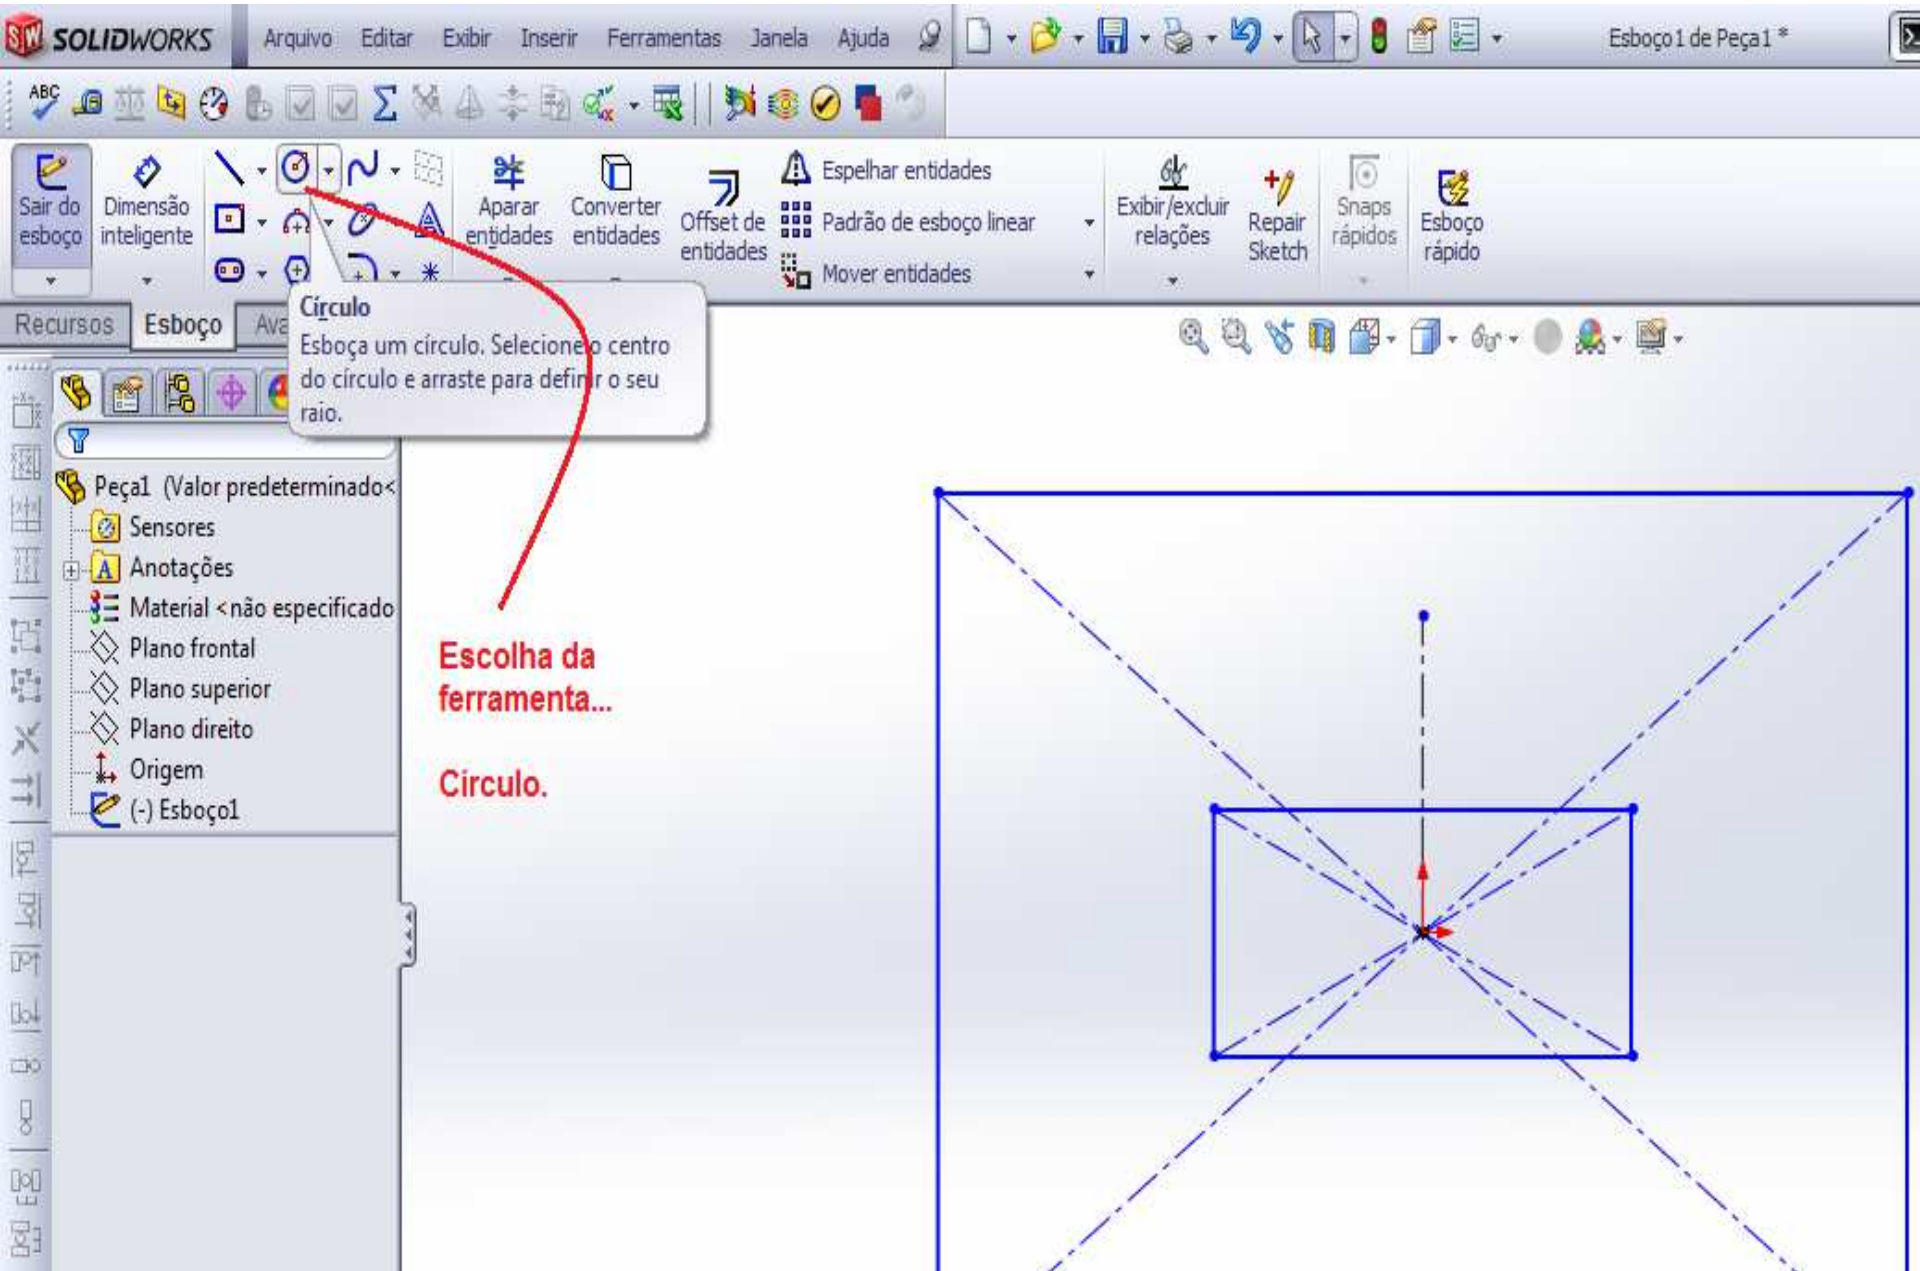 SOLIDWORKS
Arquivo Editar Exibir Inserir Ferramentas Janela Ajuda
Esboço1 de Peça1 *
ABC
Sair do
esboço
Dimensão
inteligente
Aparar
entidades
Converter
entidades
Offset de
entidades
Espelhar entidades
Padrão de esboço linear
Mover entidades
Exibir/excluir
relações
Repair
Sketch
Snaps
rápidos
Esboço
rápido
Recursos Esboço Ava
Círculo
Esboça um círculo. Selecione o centro
do círculo e arraste para definir o seu
raio.
Peça1 (Valor predeterminado<
Sensores
Anotações
Material <não especificado
Plano frontal
Plano superior
Plano direito
Origem
(-) Esboço1
Escolha da
ferramenta...
Circulo.